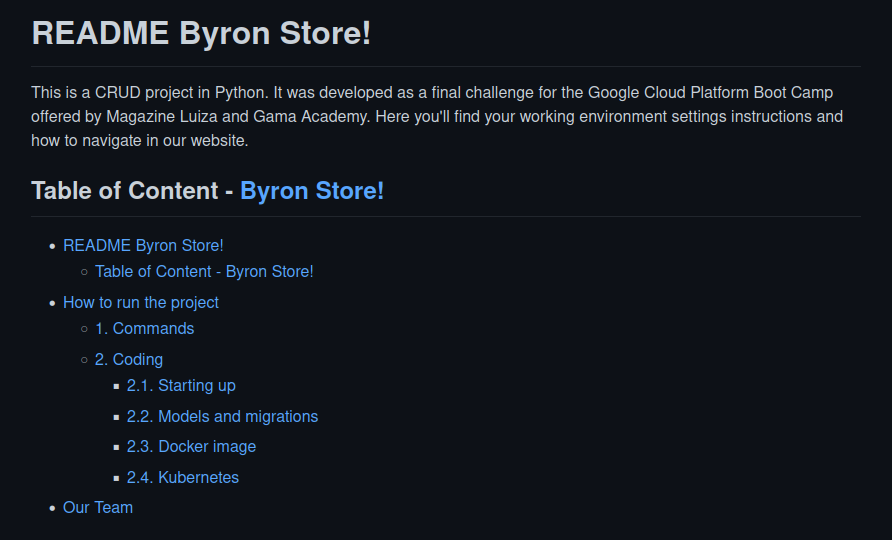 README Byron Store!
This is a CRUD project in Python. It was developed as a final challenge for the Google Cloud Platform Boot Camp
offered by Magazine Luiza and Gama Academy. Here you'll find your working environment settings instructions and
how to navigate in our website.
Table of Content - Byron Store!
README Byron Store!
Table of Content - Byron Store!
How to run the project
1. Commands
2. Coding
2.1. Starting up
2.2. Models and migrations
2.3. Docker image
2.4. Kubernetes
Our Team